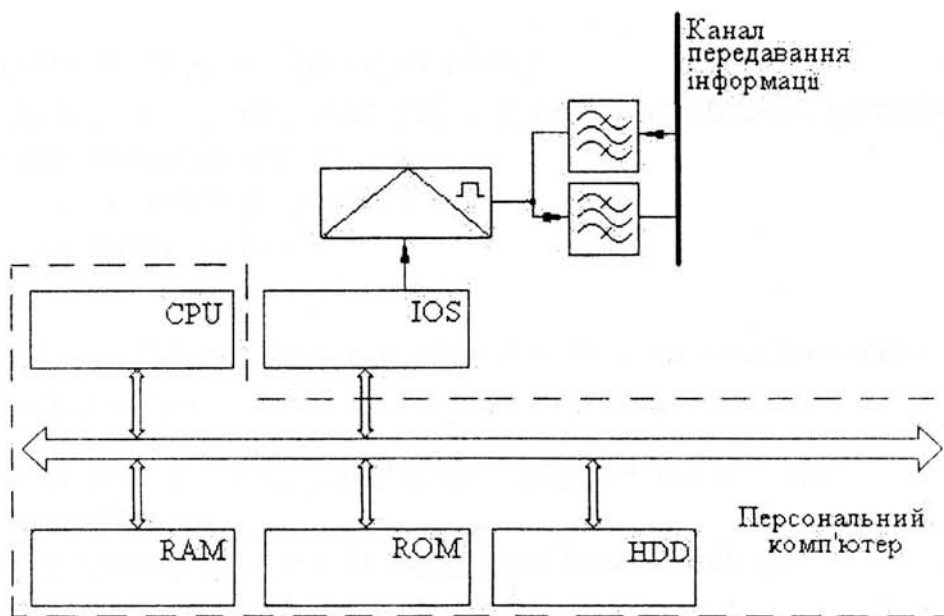 Канал
передавання
інформації
CPU
IOS
RAM
ROM
HDD
Персональний
комп'ютер